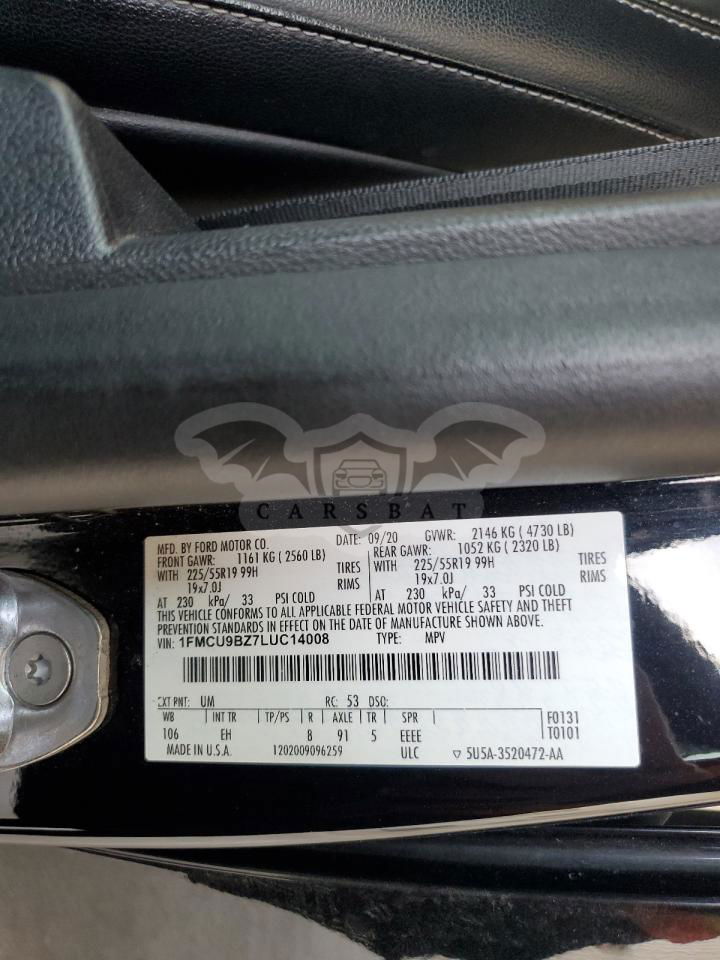 CARSBAT
MFD. BY FORD MOTOR CO. DATE: 09/20 GVWR: 2146 KG ( 4730 LB)
FRONT GAWR: 1161 KG ( 2560 LB) REAR GAWR: 1052 KG ( 2320 LB)
WITH 225/55R19 99H TIRES WITH 225/55R19 99H TIRES
19x7.0J RIMS 19x7.0J RIMS
AT 230 kPa/ 33 PSI COLD AT 230 kPa/ 33 PSI COLD
THIS VEHICLE CONFORMS TO ALL APPLICABLE FEDERAL MOTOR VEHICLE SAFETY AND THEFT
PREVENTION STANDARDS IN EFFECT ON THE DATE OF MANUFACTURE SHOWN ABOVE.
VIN: 1FMCU9BZ7LUC14008 TYPE: MPV
EXT PNT: UM RC: 53 DSO:
WB INT TR TP/PS R AXLE TR SPR F0131
106 EH B 91 5 EEEE T0101
MADE IN U.S.A. 1202009096259 ULC ▽ 5U5A-3520472-AA